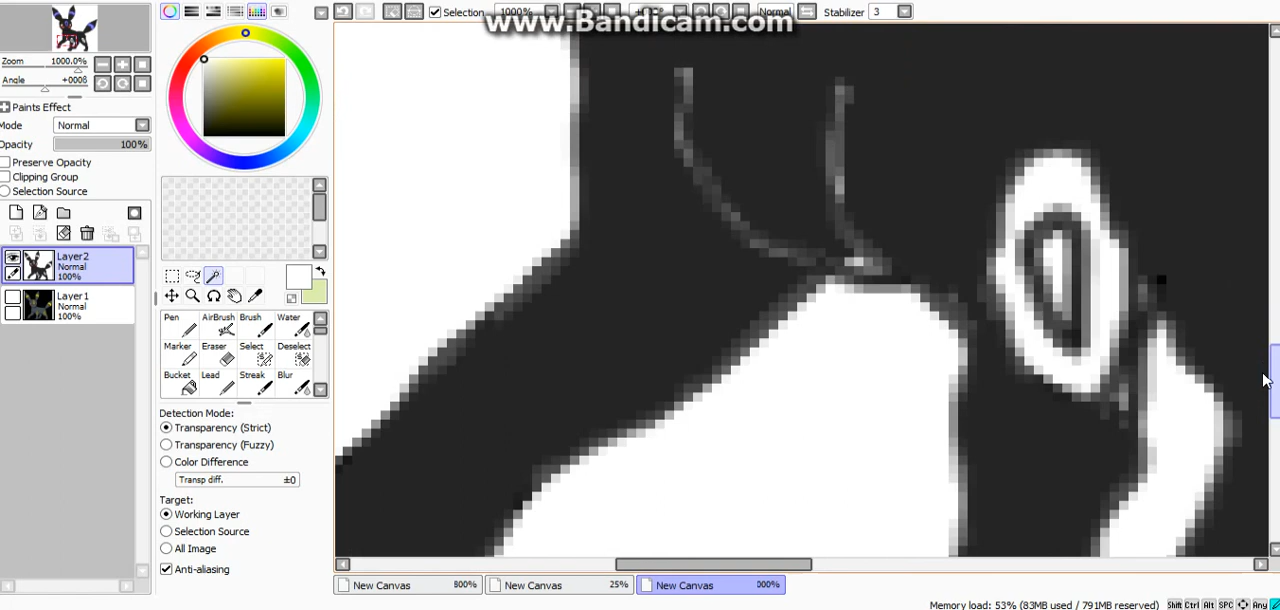 Selection 1000% +000° Normal Stabilizer 3
www.Bandicam.com
Zoom 1000.0%
Angle +000ß
Paints Effect
Mode Normal
Opacity 100%
Preserve Opacity
Clipping Group
Selection Source
Layer2
Normal
100%
Layer1
Normal
100%
Pen AirBrush Brush Water
Marker Eraser Select Deselect
Bucket Lead Streak Blur
Detection Mode:
Transparency (Strict)
Transparency (Fuzzy)
Color Difference
Transp diff. ±0
Target:
Working Layer
Selection Source
All Image
Anti-aliasing
New Canvas 800% New Canvas 25% New Canvas 000%
Memory load: 53% (83MB used / 791MB reserved) Shift Ctrl Alt SPC Any